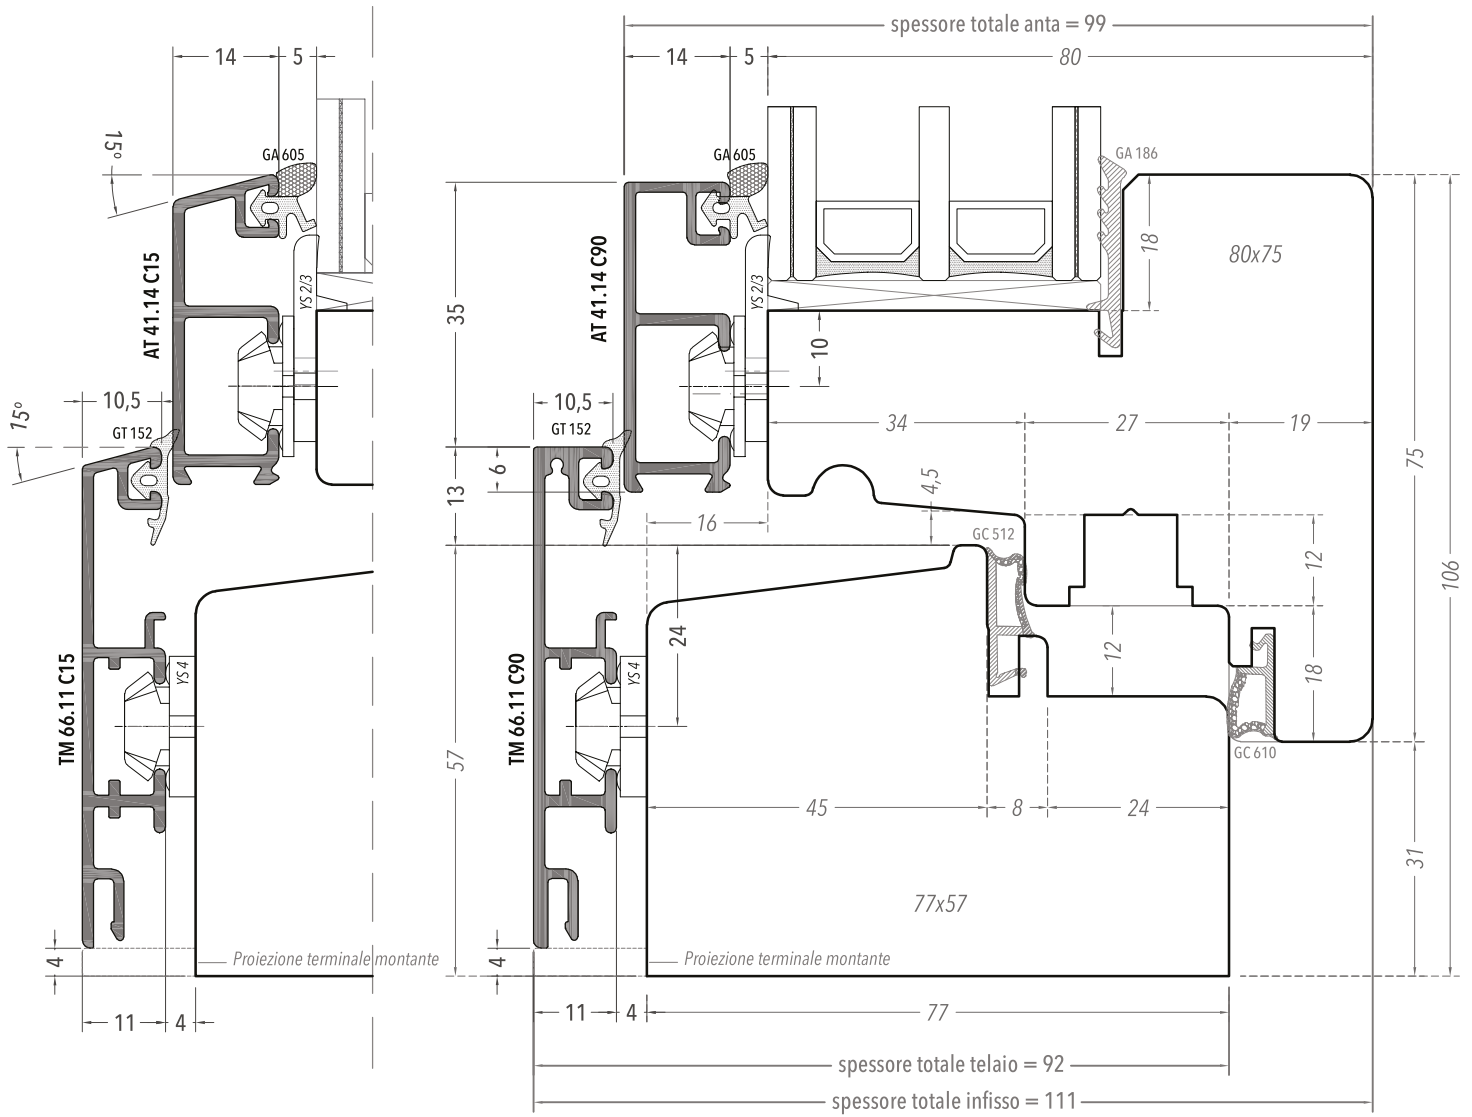 spessore totale anta = 99
14
5
14
5
80
15°
GA 605
GA 605
GA 186
18
80x75
AT 41.14 C15
YS 2/3
AT 41.14 C90
YS 2/3
35
10
10,5
15°
GT 152
10,5
GT 152
34
27
19
6
13
4,5
75
16
GC 512
12
106
24
12
TM 66.11 C15
YS 4
TM 66.11 C90
YS 4
18
GC 610
57
45
8
24
31
77x57
4
Proiezione terminale montante
4
Proiezione terminale montante
11
4
11
4
77
spessore totale telaio = 92
spessore totale infisso = 111